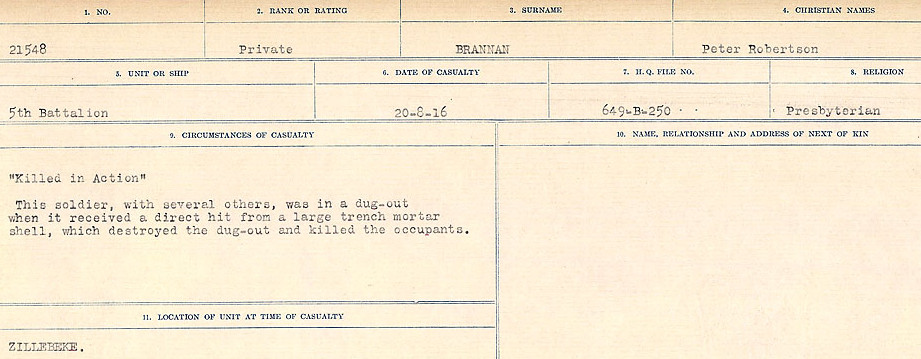 1. NO. 2. RANK OR RATING 3. SURNAME 4. CHRISTIAN NAMES
21548 Private BRANNAN Peter Robertson
5. UNIT OR SHIP 6. DATE OF CASUALTY 7. H. Q. FILE NO. 8. RELIGION
5th Battalion 20-8-16 649-B-250 Presbyterian
9. CIRCUMSTANCES OF CASUALTY 10. NAME, RELATIONSHIP AND ADDRESS OF NEXT OF KIN
"Killed in Action"
This soldier, with several others, was in a dug-out
when it received a direct hit from a large trench mortar
shell, which destroyed the dug-out and killed the occupants.
11. LOCATION OF UNIT AT TIME OF CASUALTY
ZILLEBEKE.